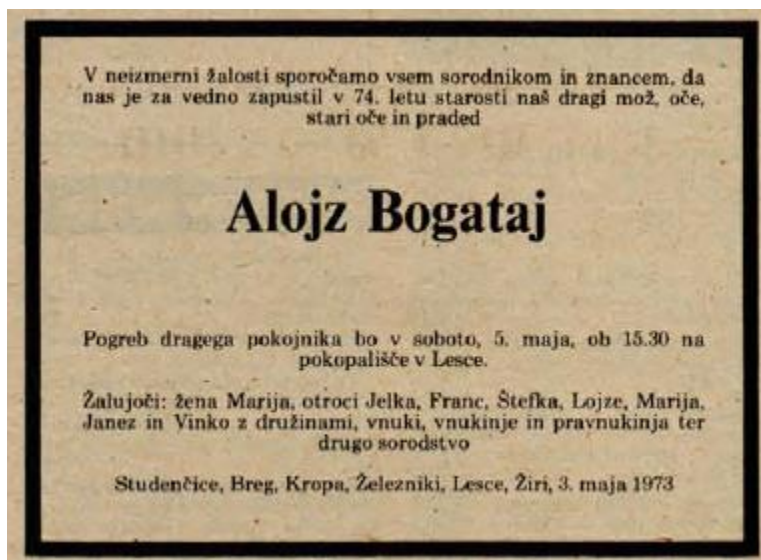 V neizmerni žalosti sporočamo vsem sorodnikom in znancem, da
nas je za vedno zapustil v 74. letu starosti naš dragi mož, oče,
stari oče in praded
Alojz Bogataj
Pogreb dragega pokojnika bo v soboto, 5. maja, ob 15.30 na
pokopališče v Lesce.
Žalujoči: žena Marija, otroci Jelka, Franc, Štefka, Lojze, Marija,
Janez in Vinko z družinami, vnuki, vnukinje in pravnukinja ter
drugo sorodstvo
Studenčice, Breg, Kropa, Železniki, Lesce, Žiri, 3. maja 1973